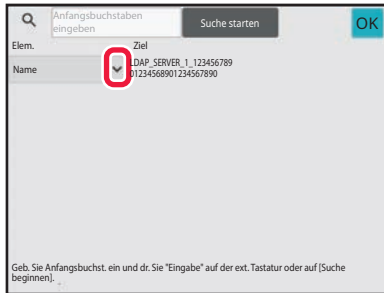 Anfangsbuchstaben
eingeben
Suche starten
OK
Elem.
Ziel
Name
LDAP_SERVER_1_123456789
01234568901234567890
Geb. Sie Anfangsbuchst. ein und dr. Sie "Eingabe" auf der ext. Tastatur oder auf [Suche
beginnen].